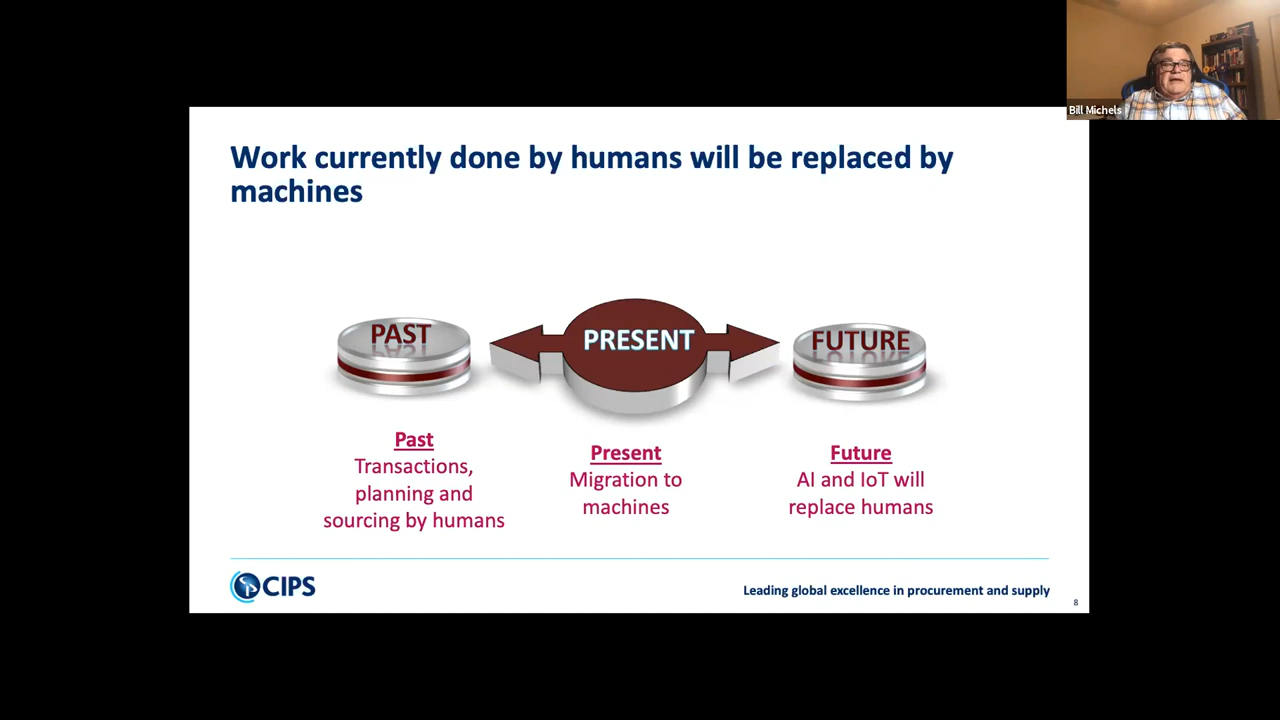 Bill Michels
Work currently done by humans will be replaced by
machines
PAST
PRESENT
FUTURE
Past
Transactions,
planning and
sourcing by humans
Present
Migration to
machines
Future
AI and IoT will
replace humans
CIPS
Leading global excellence in procurement and supply
8